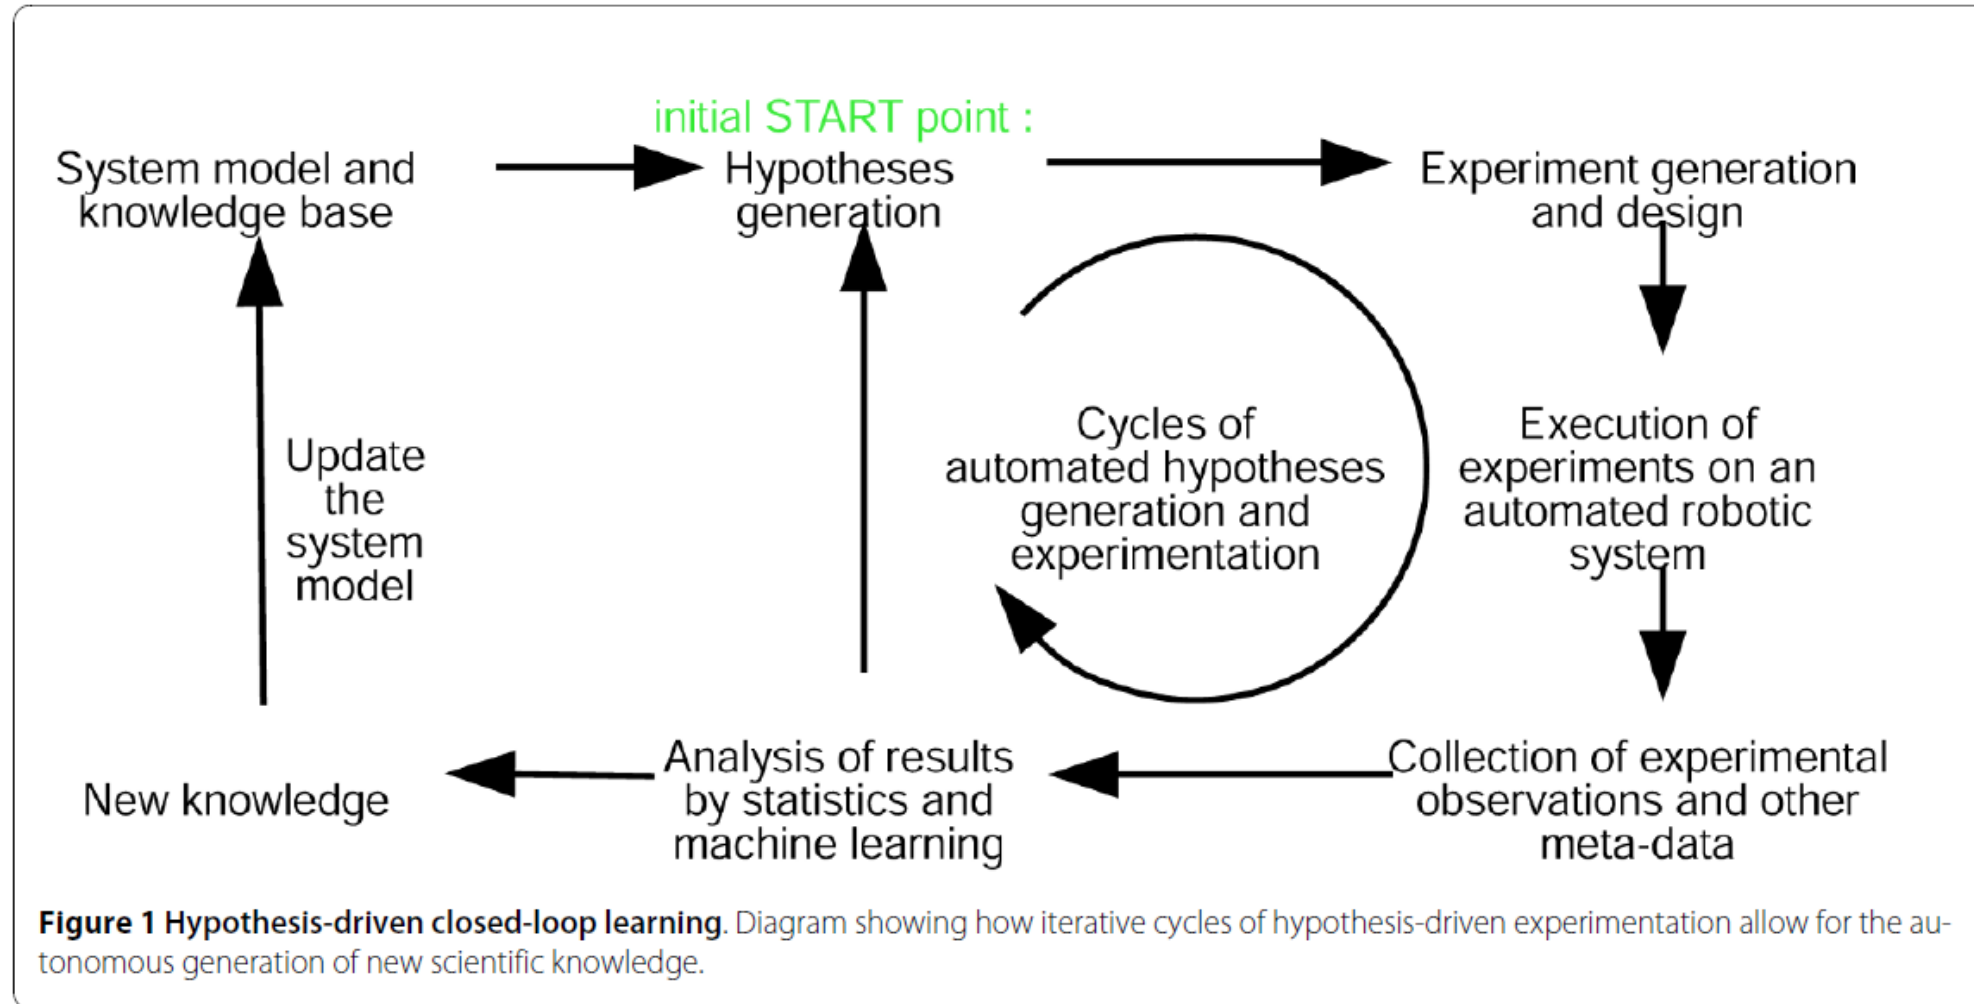 initial START point :
System model and
knowledge base
Hypotheses
generation
Experiment generation
and design
Update
the
system
model
Cycles of
automated hypotheses
generation and
experimentation
Execution of
experiments on an
automated robotic
system
New knowledge
Analysis of results
by statistics and
machine learning
Collection of experimental
observations and other
meta-data
Figure 1 Hypothesis-driven closed-loop learning. Diagram showing how iterative cycles of hypothesis-driven experimentation allow for the au-
tonomous generation of new scientific knowledge.